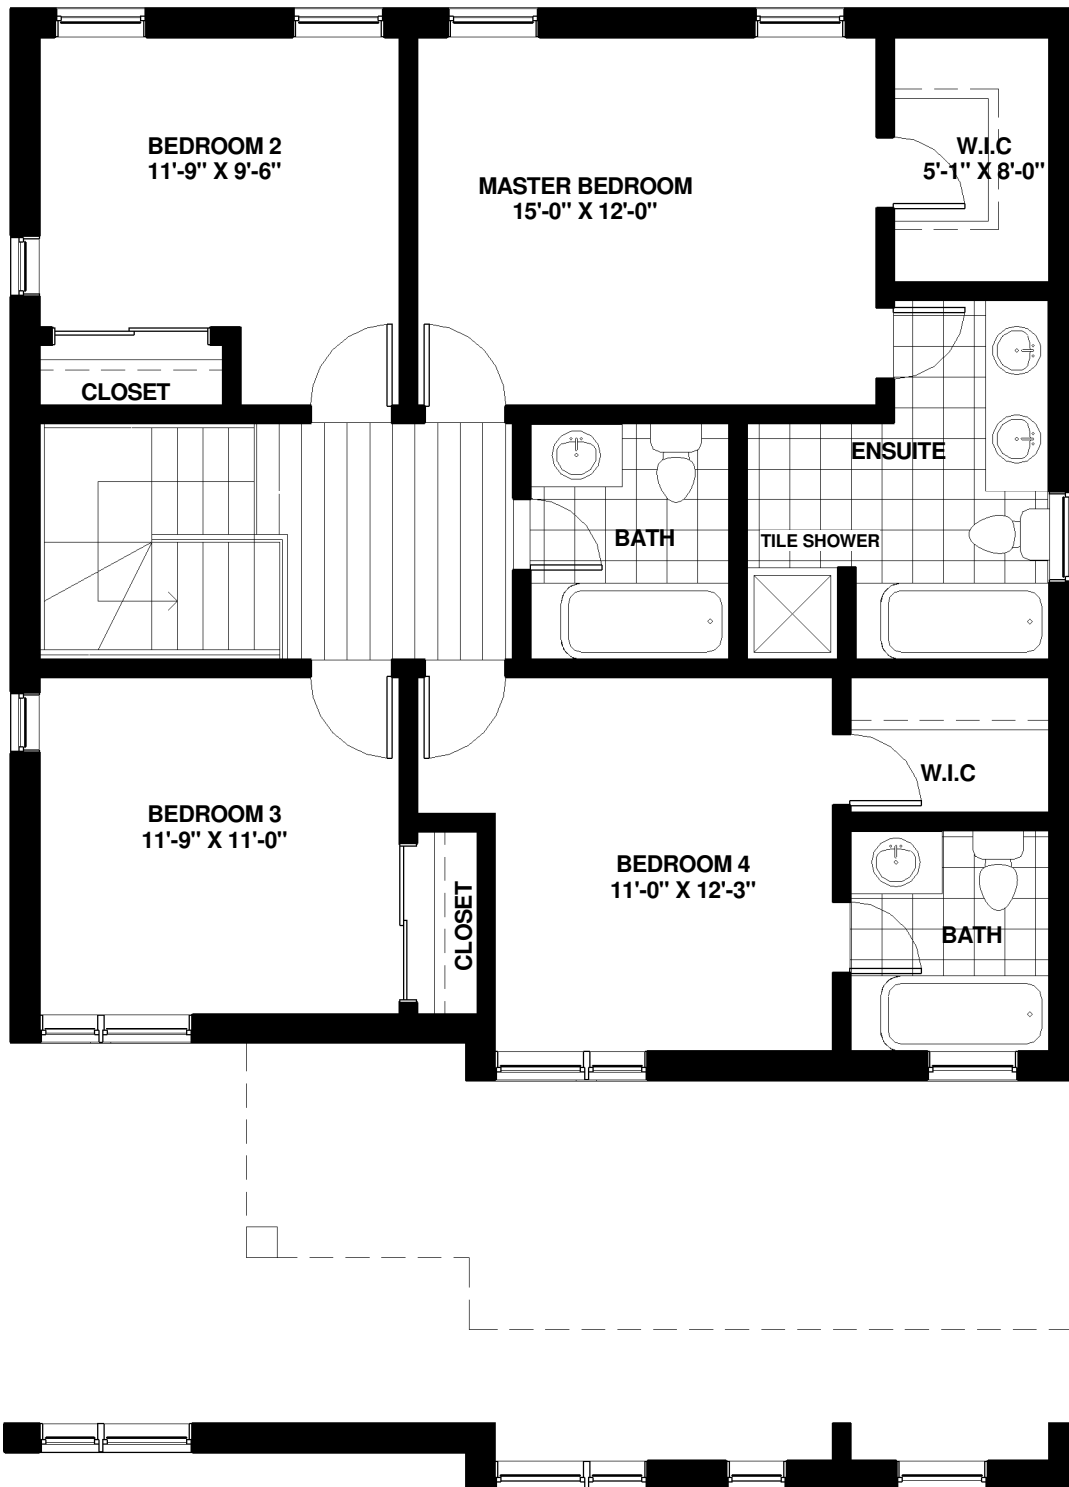 BEDROOM 2
11'-9" X 9'-6"
MASTER BEDROOM
15'-0" X 12'-0"
W.I.C
5'-1" X 8'-0"
CLOSET
ENSUITE
BATH
TILE SHOWER
W.I.C
BEDROOM 3
11'-9" X 11'-0"
BEDROOM 4
11'-0" X 12'-3"
CLOSET
BATH